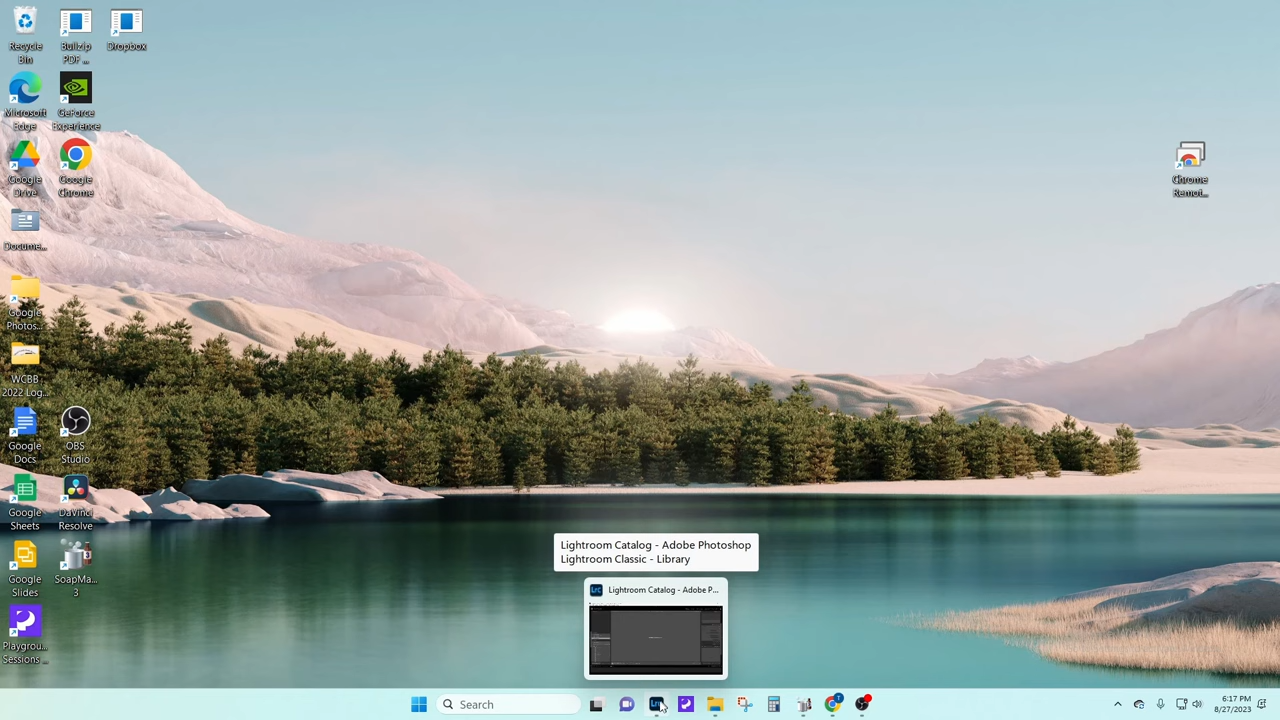 Recycle
Bin
Bullzip
PDF ...
Dropbox
Microsoft
Edge
GeForce
Experience
Google
Drive
Google
Chrome
Docume...
Google
Photos...
WCBB
2022 Log...
Google
Docs
OBS
Studio
Google
Sheets
DaVinci
Resolve
Google
Slides
SoapMa...
3
Playgrou...
Sessions ...
Chrome
Remot...
Lightroom Catalog - Adobe Photoshop
Lightroom Classic - Library
Lrc
Lightroom Catalog - Adobe P...
Search
Lrc
6:17 PM
8/27/2023